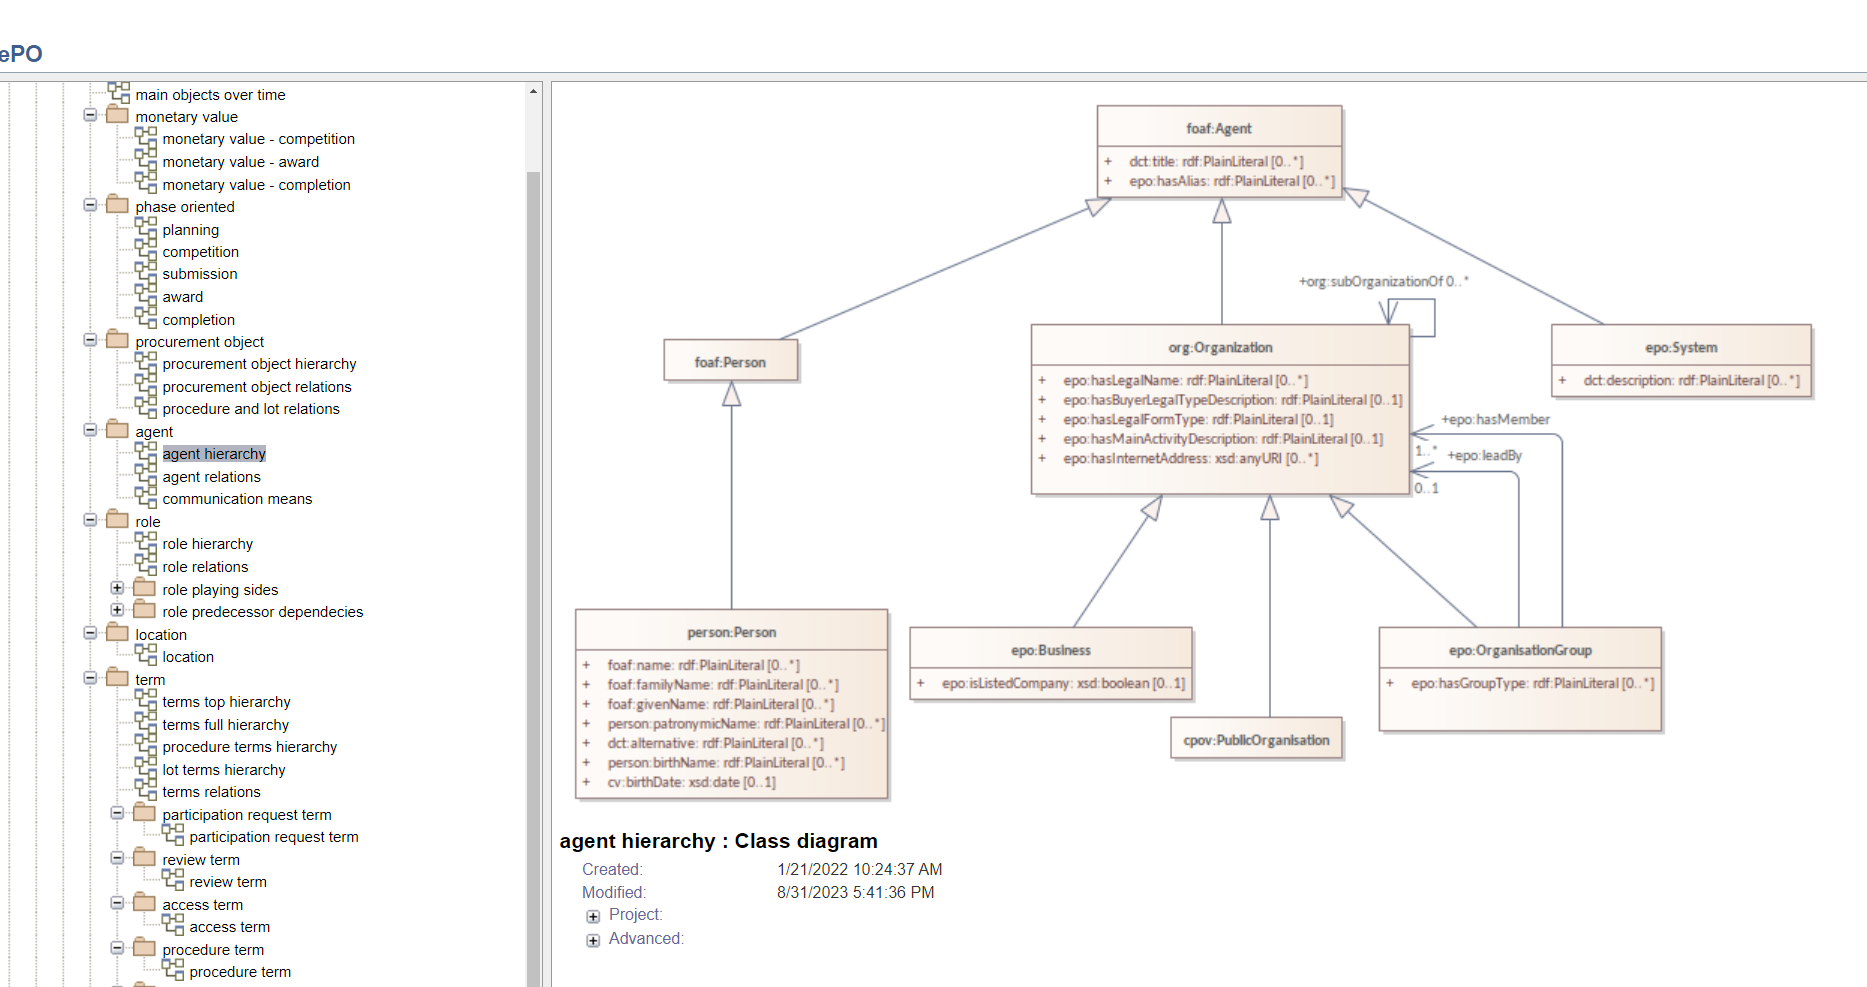 ePO
main objects over time
monetary value
monetary value - competition
monetary value - award
monetary value - completion
phase oriented
planning
competition
submission
award
completion
procurement object
procurement object hierarchy
procurement object relations
procedure and lot relations
agent
agent hierarchy
agent relations
communication means
role
role hierarchy
role relations
role playing sides
role predecessor dependecies
location
location
term
terms top hierarchy
terms full hierarchy
procedure terms hierarchy
lot terms hierarchy
terms relations
participation request term
participation request term
review term
review term
access term
access term
procedure term
procedure term
foaf:Agent
+ dct:title: rdf:PlainLiteral [0..*]
+ epo:hasAlias: rdf:PlainLiteral [0..*]
+org:subOrganizationOf 0..*
foaf:Person
org:Organization
+ epo:hasLegalName: rdf:PlainLiteral [0..*]
+ epo:hasBuyerLegalTypeDescription: rdf:PlainLiteral [0..1]
+ epo:hasLegalFormType: rdf:PlainLiteral [0..1]
+ epo:hasMainActivityDescription: rdf:PlainLiteral [0..1]
+ epo:hasInternetAddress: xsd:anyURI [0..*]
epo:System
+ dct:description: rdf:PlainLiteral [0..*]
+epo:hasMember
1..*
+epo:leadBy
0..1
person:Person
+ foaf:name: rdf:PlainLiteral [0..*]
+ foaf:familyName: rdf:PlainLiteral [0..*]
+ foaf:givenName: rdf:PlainLiteral [0..*]
+ person:patronymicName: rdf:PlainLiteral [0..*]
+ dct:alternative: rdf:PlainLiteral [0..*]
+ person:birthName: rdf:PlainLiteral [0..*]
+ cv:birthDate: xsd:date [0..1]
epo:Business
+ epo:isListedCompany: xsd:boolean [0..1]
cpov:PublicOrganisation
epo:OrganisationGroup
+ epo:hasGroupType: rdf:PlainLiteral [0..*]
agent hierarchy : Class diagram
Created: 1/21/2022 10:24:37 AM
Modified: 8/31/2023 5:41:36 PM
Project:
Advanced: